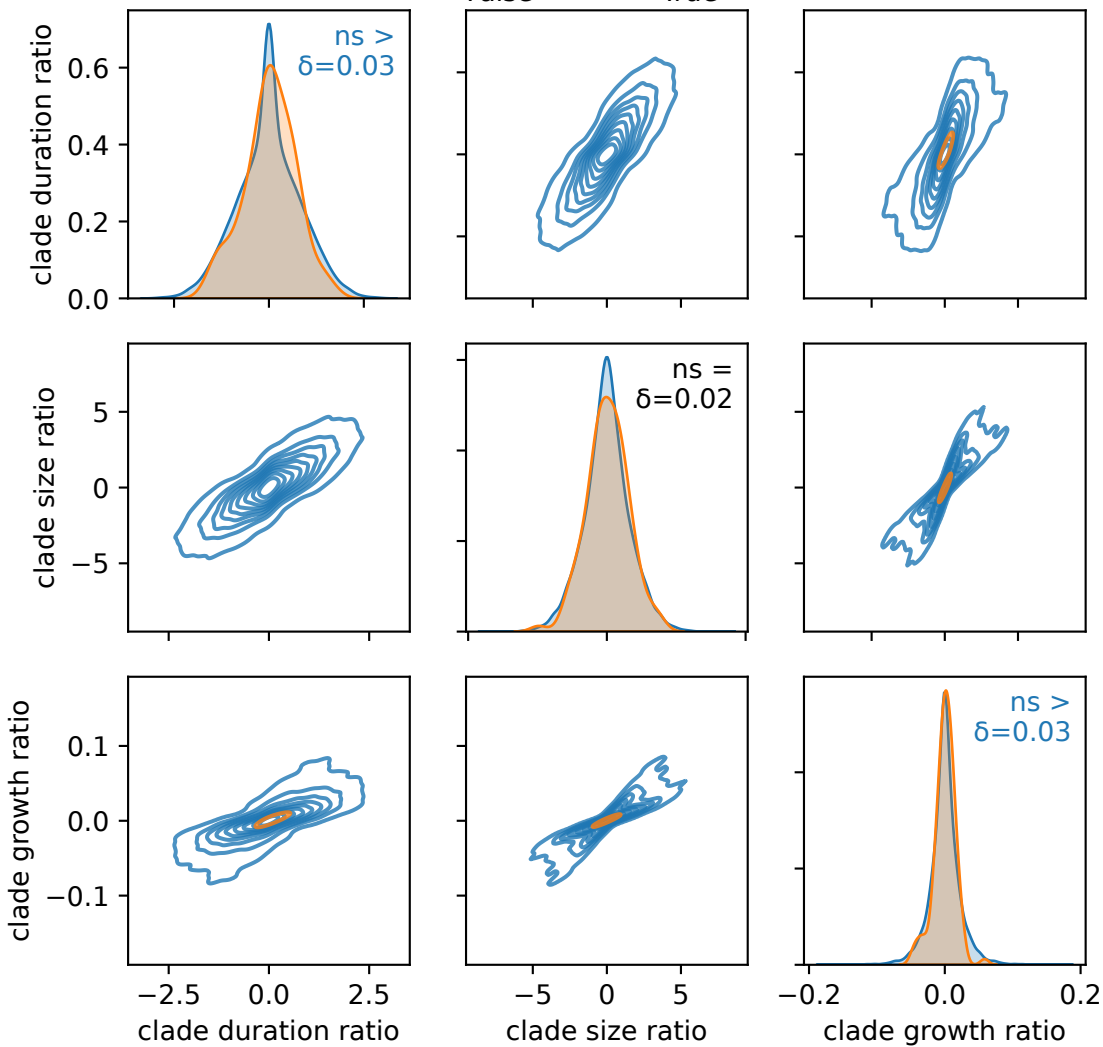 clade duration ratio
0.6
0.4
0.2
0.0
ns >
δ=0.03
clade size ratio
5
0
−5
ns =
δ=0.02
clade growth ratio
0.1
0.0
−0.1
ns >
δ=0.03
−2.5 0.0 2.5
−5 0 5
−0.2 0.0 0.2
clade duration ratio
clade size ratio
clade growth ratio